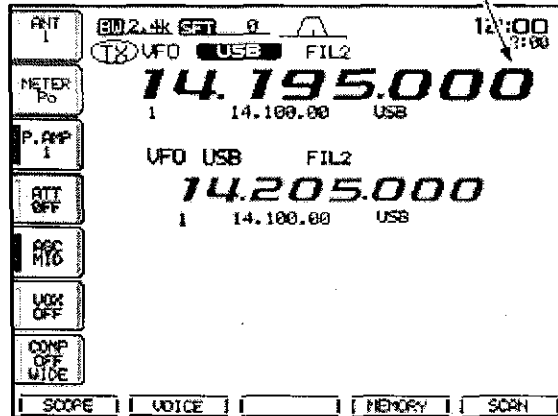 ANT
1
BW 2.4k SFT 0
12:00
TX VFO USB FIL2
14.195.000
METER
Po
1 14.100.00 USB
P.AMP
1
VFO USB FIL2
14.205.000
ATT
OFF
1 14.100.00 USB
AGC
MID
VOX
OFF
COMP
OFF
WIDE
SCOPE VOICE MEMORY SCAN